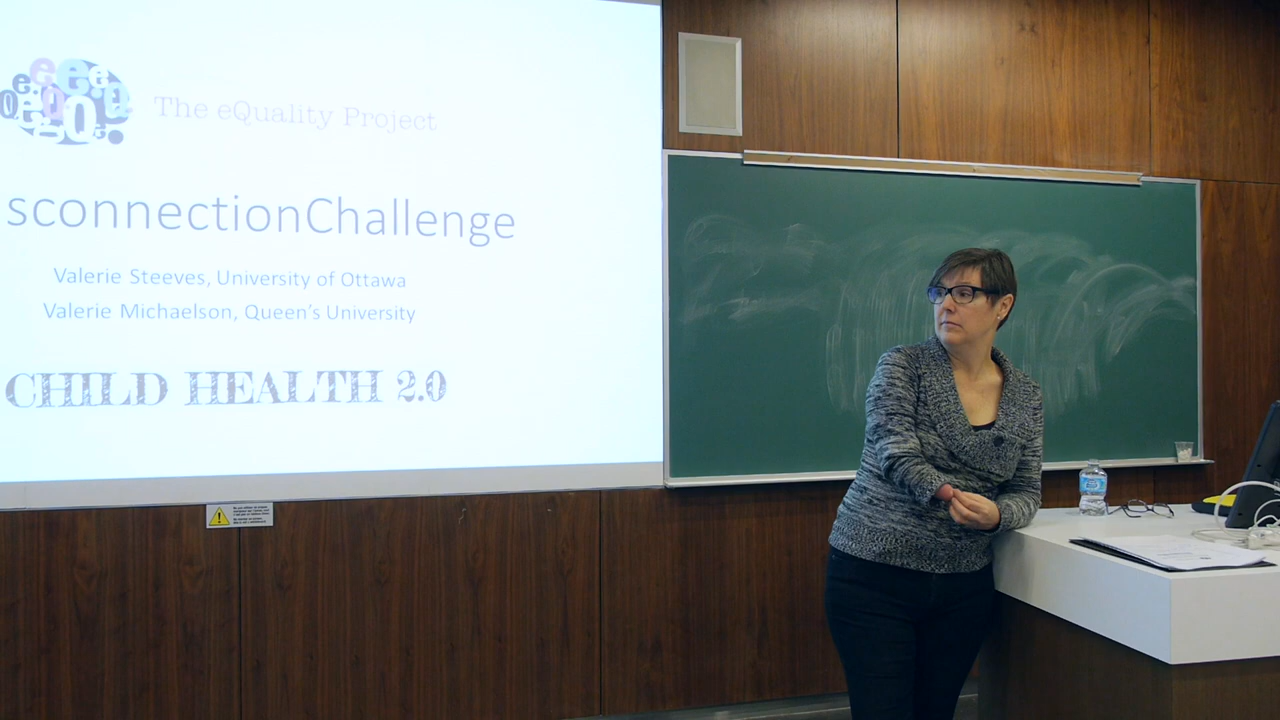 The eQuality Project
sconnectionChallenge
Valerie Steeves, University of Ottawa
Valerie Michaelson, Queen's University
CHILD HEALTH 2.0